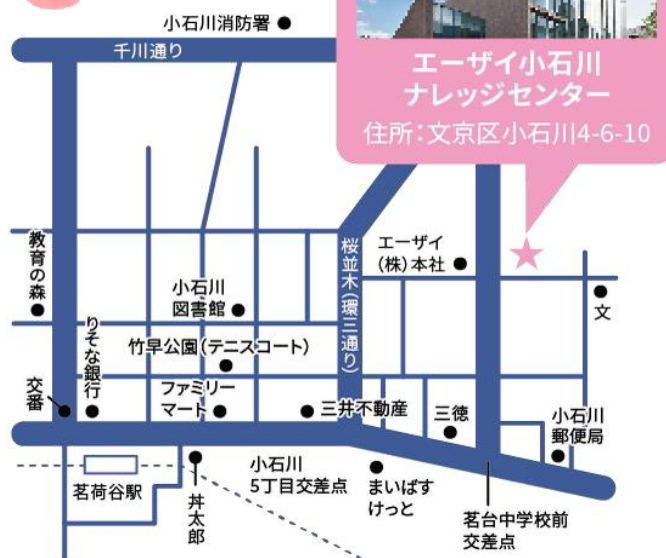 小石川消防署
千川通り
エーザイ小石川
ナレッジセンター
住所：文京区小石川4-6-10
教育の森
桜並木（環三通り）
エーザイ
（株）本社
小石川
図書館
文
りそな銀行
竹早公園（テニスコート）
交番
ファミリー
マート
三井不動産
三徳
小石川
郵便局
茗荷谷駅
丼太郎
小石川
5丁目交差点
まいばす
けっと
茗台中学校前
交差点